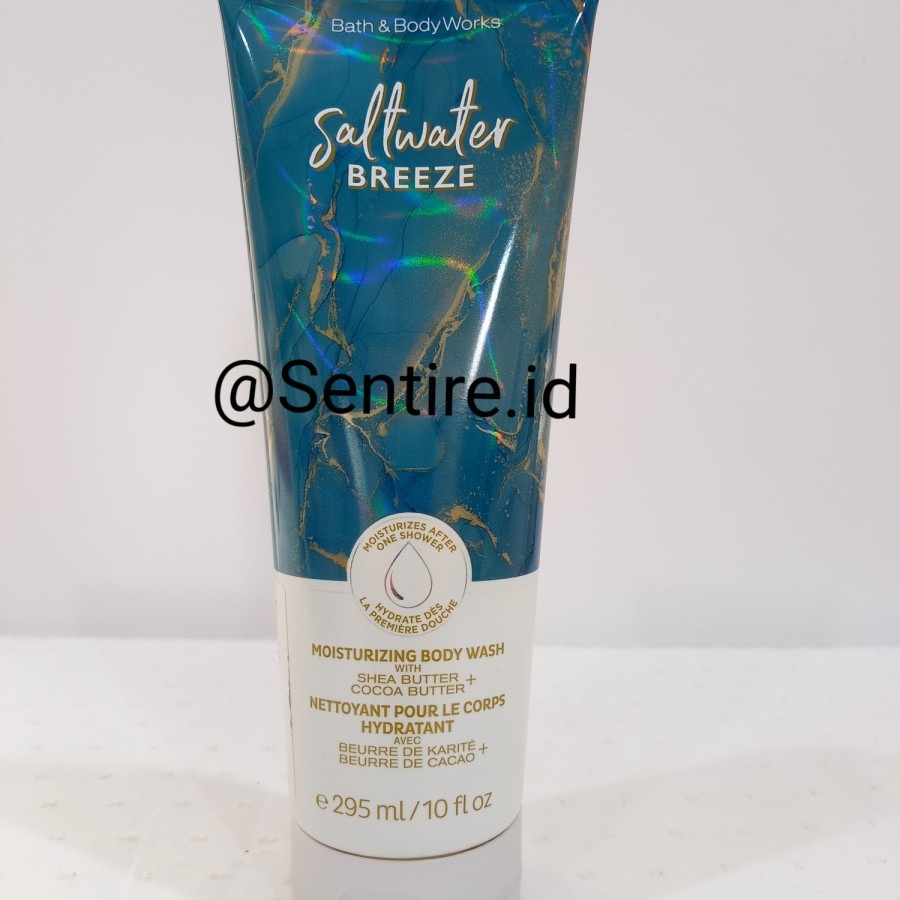 Bath & Body Works
Saltwater
BREEZE
@Sentire.id
MOISTURIZES AFTER
ONE SHOWER
HYDRATE DÈS
LA PREMIÈRE DOUCHE
MOISTURIZING BODY WASH
WITH
SHEA BUTTER +
COCOA BUTTER
NETTOYANT POUR LE CORPS
HYDRATANT
AVEC
BEURRE DE KARITÉ +
BEURRE DE CACAO
e 295 ml / 10 fl oz